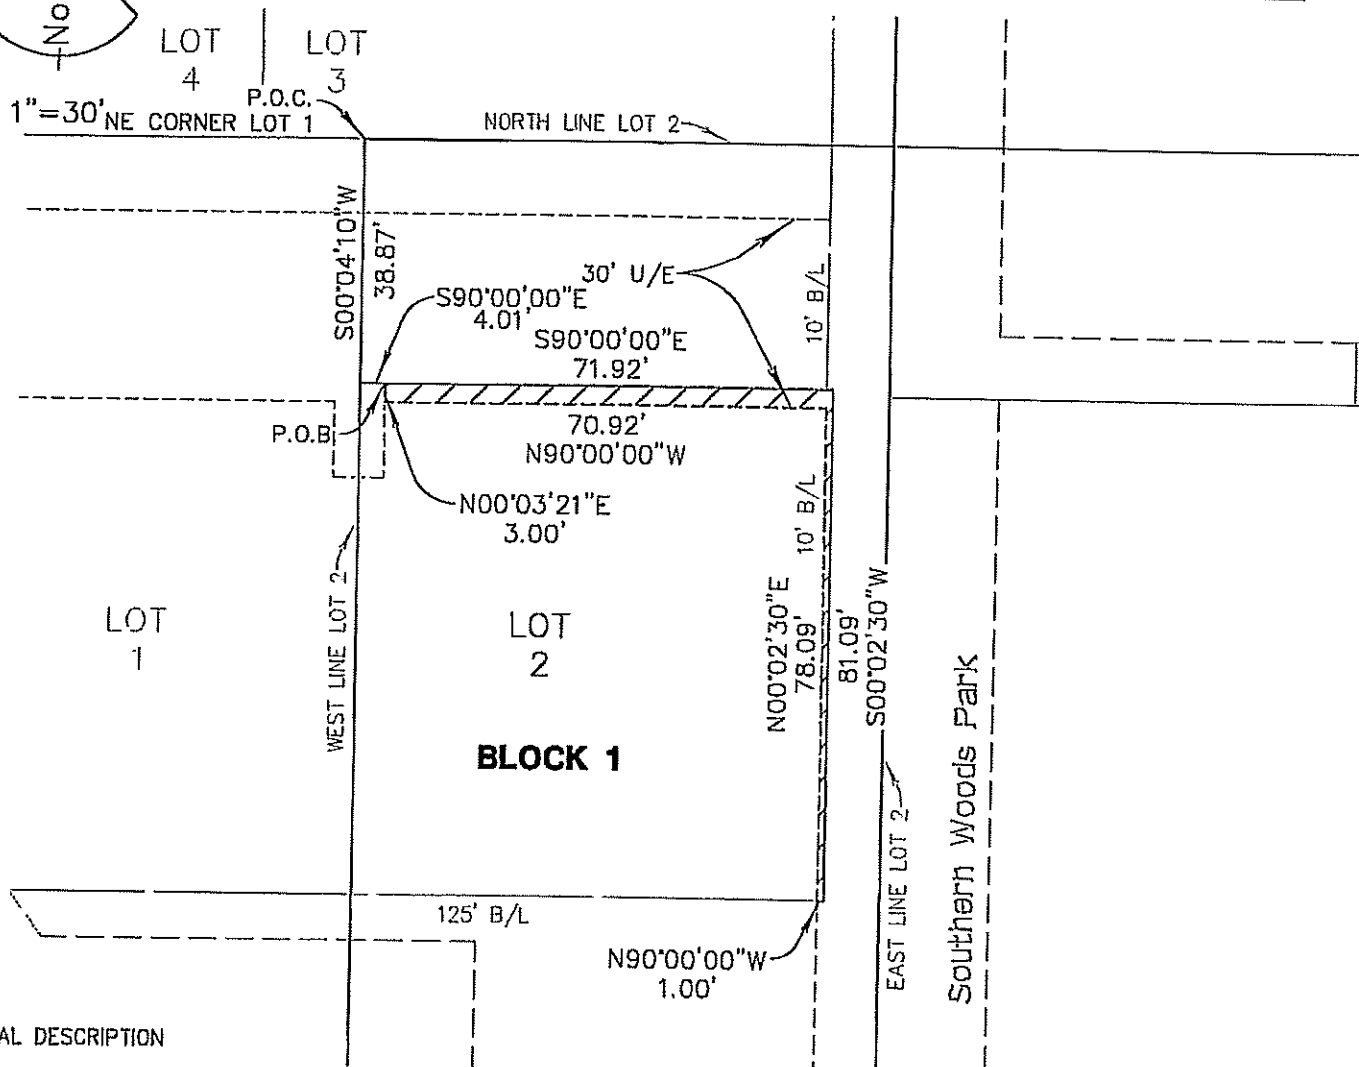 No
LOT
4
LOT
3
P.O.C.
1"=30'
NE CORNER LOT 1
NORTH LINE LOT 2
S00°04'10"W
38.87'
30' U/E
10' B/L
S90°00'00"E
4.01'
S90°00'00"E
71.92'
P.O.B
70.92'
N90°00'00"W
N00°03'21"E
3.00'
10' B/L
WEST LINE LOT 2
LOT
1
LOT
2
N00°02'30"E
78.09'
81.09'
S00°02'30"W
BLOCK 1
Southern Woods Park
EAST LINE LOT 2
125' B/L
N90°00'00"W
1.00'
AL DESCRIPTION